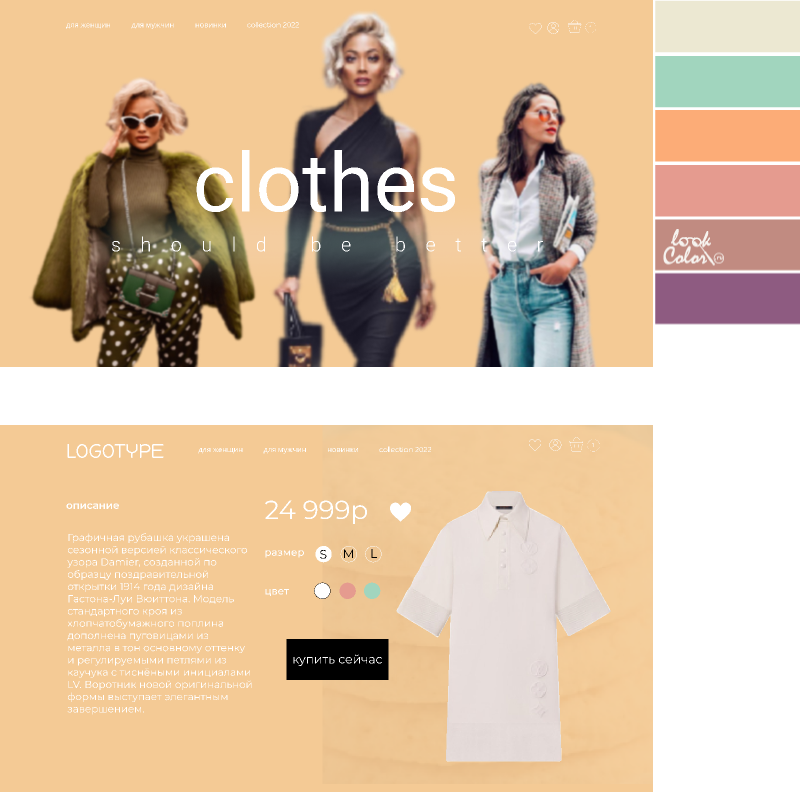 для женщин
для мужчин
новинки
collection 2022
clothes
should be better
look
Color
LOGOTYPE
для женщин
для мужчин
новинки
collection 2022
описание
24 999р
Графичная рубашка украшена
сезонной версией классического
узора Damier, созданной по
образцу поздравительной
открытки 1914 года дизайна
Гастона-Луи Вюиттона. Модель
стандартного кроя из
хлопчатобумажного поплина
дополнена пуговицами из
металла в тон основному оттенку
и регулируемыми петлями из
каучука с тиснёными инициалами
LV. Воротник новой оригинальной
формы выступает элегантным
завершением.
размер S M L
цвет
купить сейчас